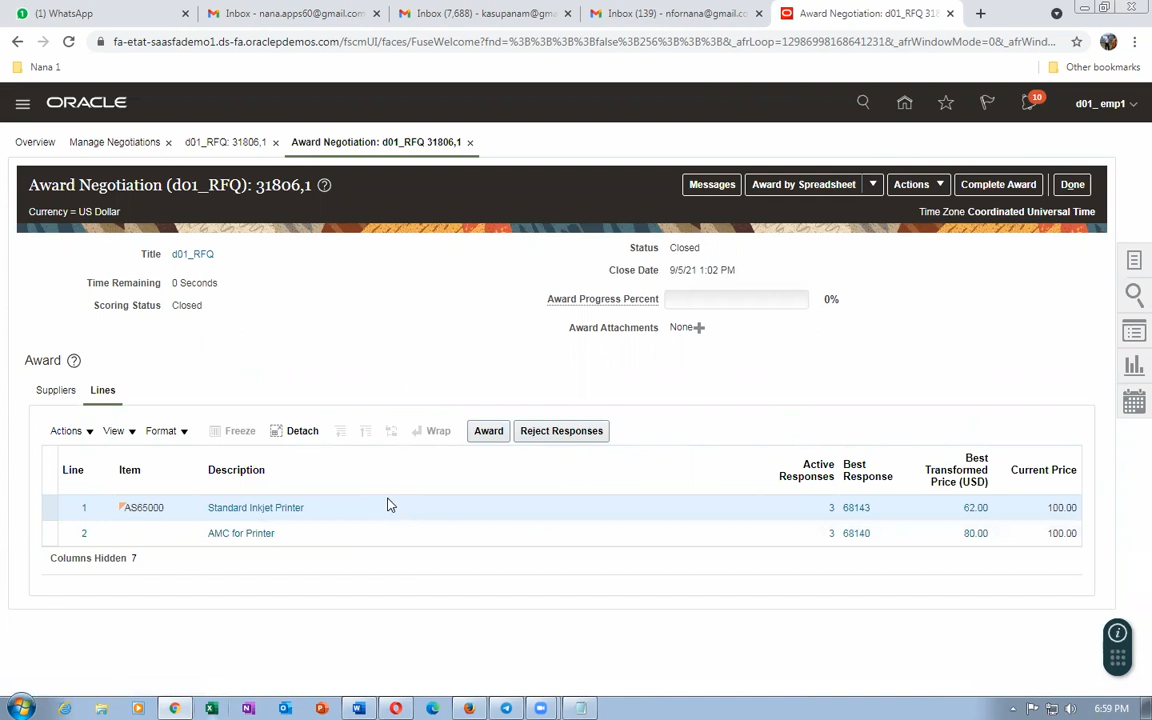 (1) WhatsApp
Inbox - nana.apps60@gmail.com
Inbox (7,688) - kasupanam@gm
Inbox (139) - nfornana@gmail.co
Award Negotiation: d01_RFQ 318
fa-etat-saasfademo1.ds-fa.oraclepdemos.com/fscmUI/faces/FuseWelcome?fnd=%3B%3B%3B%3Bfalse%3B256%3B%3B%3B&_afrLoop=12986998168641231&_afrWindowMode=0&_afrWind...
Nana 1
Other bookmarks
ORACLE
10
d01_ emp1
Overview
Manage Negotiations
d01_RFQ: 31806,1
Award Negotiation: d01_RFQ 31806,1
Award Negotiation (d01_RFQ): 31806,1
Messages
Award by Spreadsheet
Actions
Complete Award
Done
Currency = US Dollar
Time Zone Coordinated Universal Time
Title d01_RFQ
Status Closed
Time Remaining 0 Seconds
Close Date 9/5/21 1:02 PM
Scoring Status Closed
Award Progress Percent 0%
Award Attachments None
Award
Suppliers
Lines
Actions View Format Freeze Detach Wrap Award Reject Responses
Line Item Description Active Responses Best Response Best Transformed Price (USD) Current Price
1 AS65000 Standard Inkjet Printer 3 68143 62.00 100.00
2 AMC for Printer 3 68140 80.00 100.00
Columns Hidden 7
6:59 PM